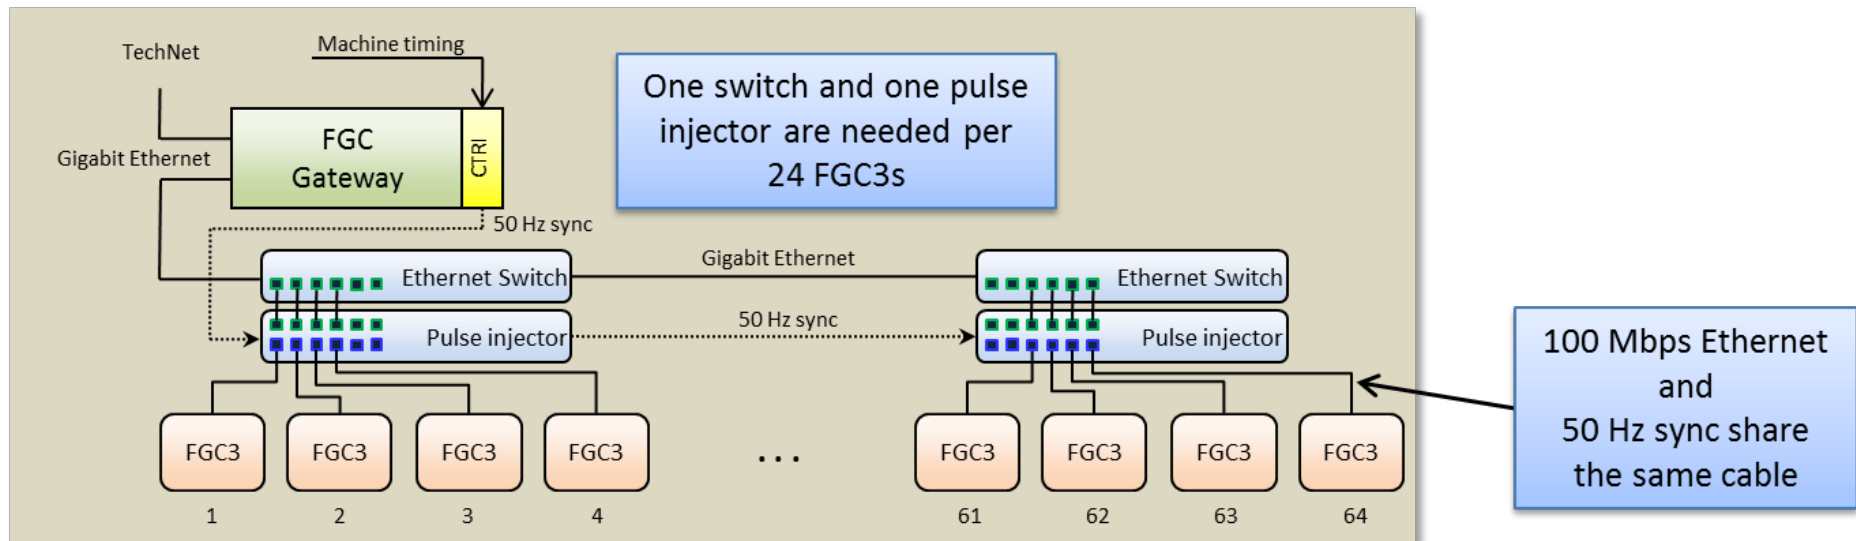 TechNet
Machine timing
One switch and one pulse
injector are needed per
24 FGC3s
FGC
Gateway
CTRI
Gigabit Ethernet
50 Hz sync
Ethernet Switch
Gigabit Ethernet
Ethernet Switch
Pulse injector
50 Hz sync
Pulse injector
100 Mbps Ethernet
and
50 Hz sync share
the same cable
FGC3
FGC3
FGC3
FGC3
...
FGC3
FGC3
FGC3
FGC3
1
2
3
4
61
62
63
64